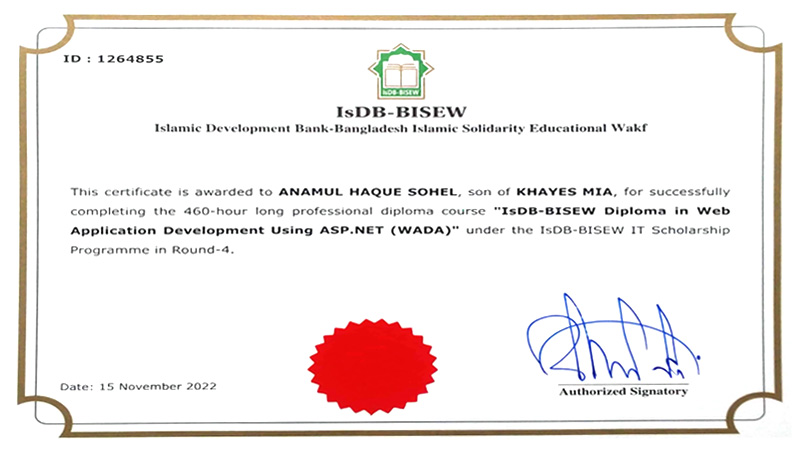 ID : 1264855
IsDB-BISEW
IsDB-BISEW
Islamic Development Bank-Bangladesh Islamic Solidarity Educational Wakf
This certificate is awarded to ANAMUL HAQUE SOHEL, son of KHAYES MIA, for successfully
completing the 460-hour long professional diploma course "IsDB-BISEW Diploma in Web
Application Development Using ASP.NET (WADA)" under the IsDB-BISEW IT Scholarship
Programme in Round-4.
Date: 15 November 2022
Authorized Signatory